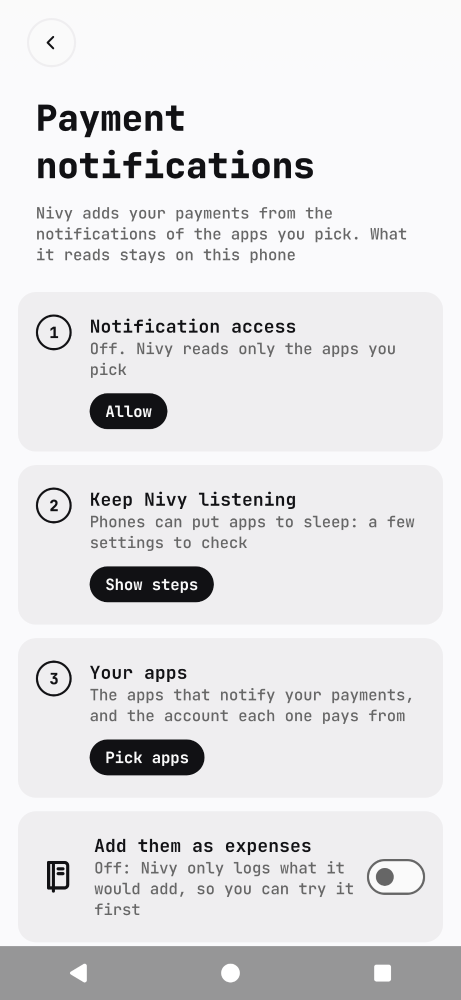 Payment
notifications
Nivy adds your payments from the
notifications of the apps you pick. What
it reads stays on this phone
1
Notification access
Off. Nivy reads only the apps you
pick
Allow
2
Keep Nivy listening
Phones can put apps to sleep: a few
settings to check
Show steps
3
Your apps
The apps that notify your payments,
and the account each one pays from
Pick apps
Add them as expenses
Off: Nivy only logs what it
would add, so you can try it
first